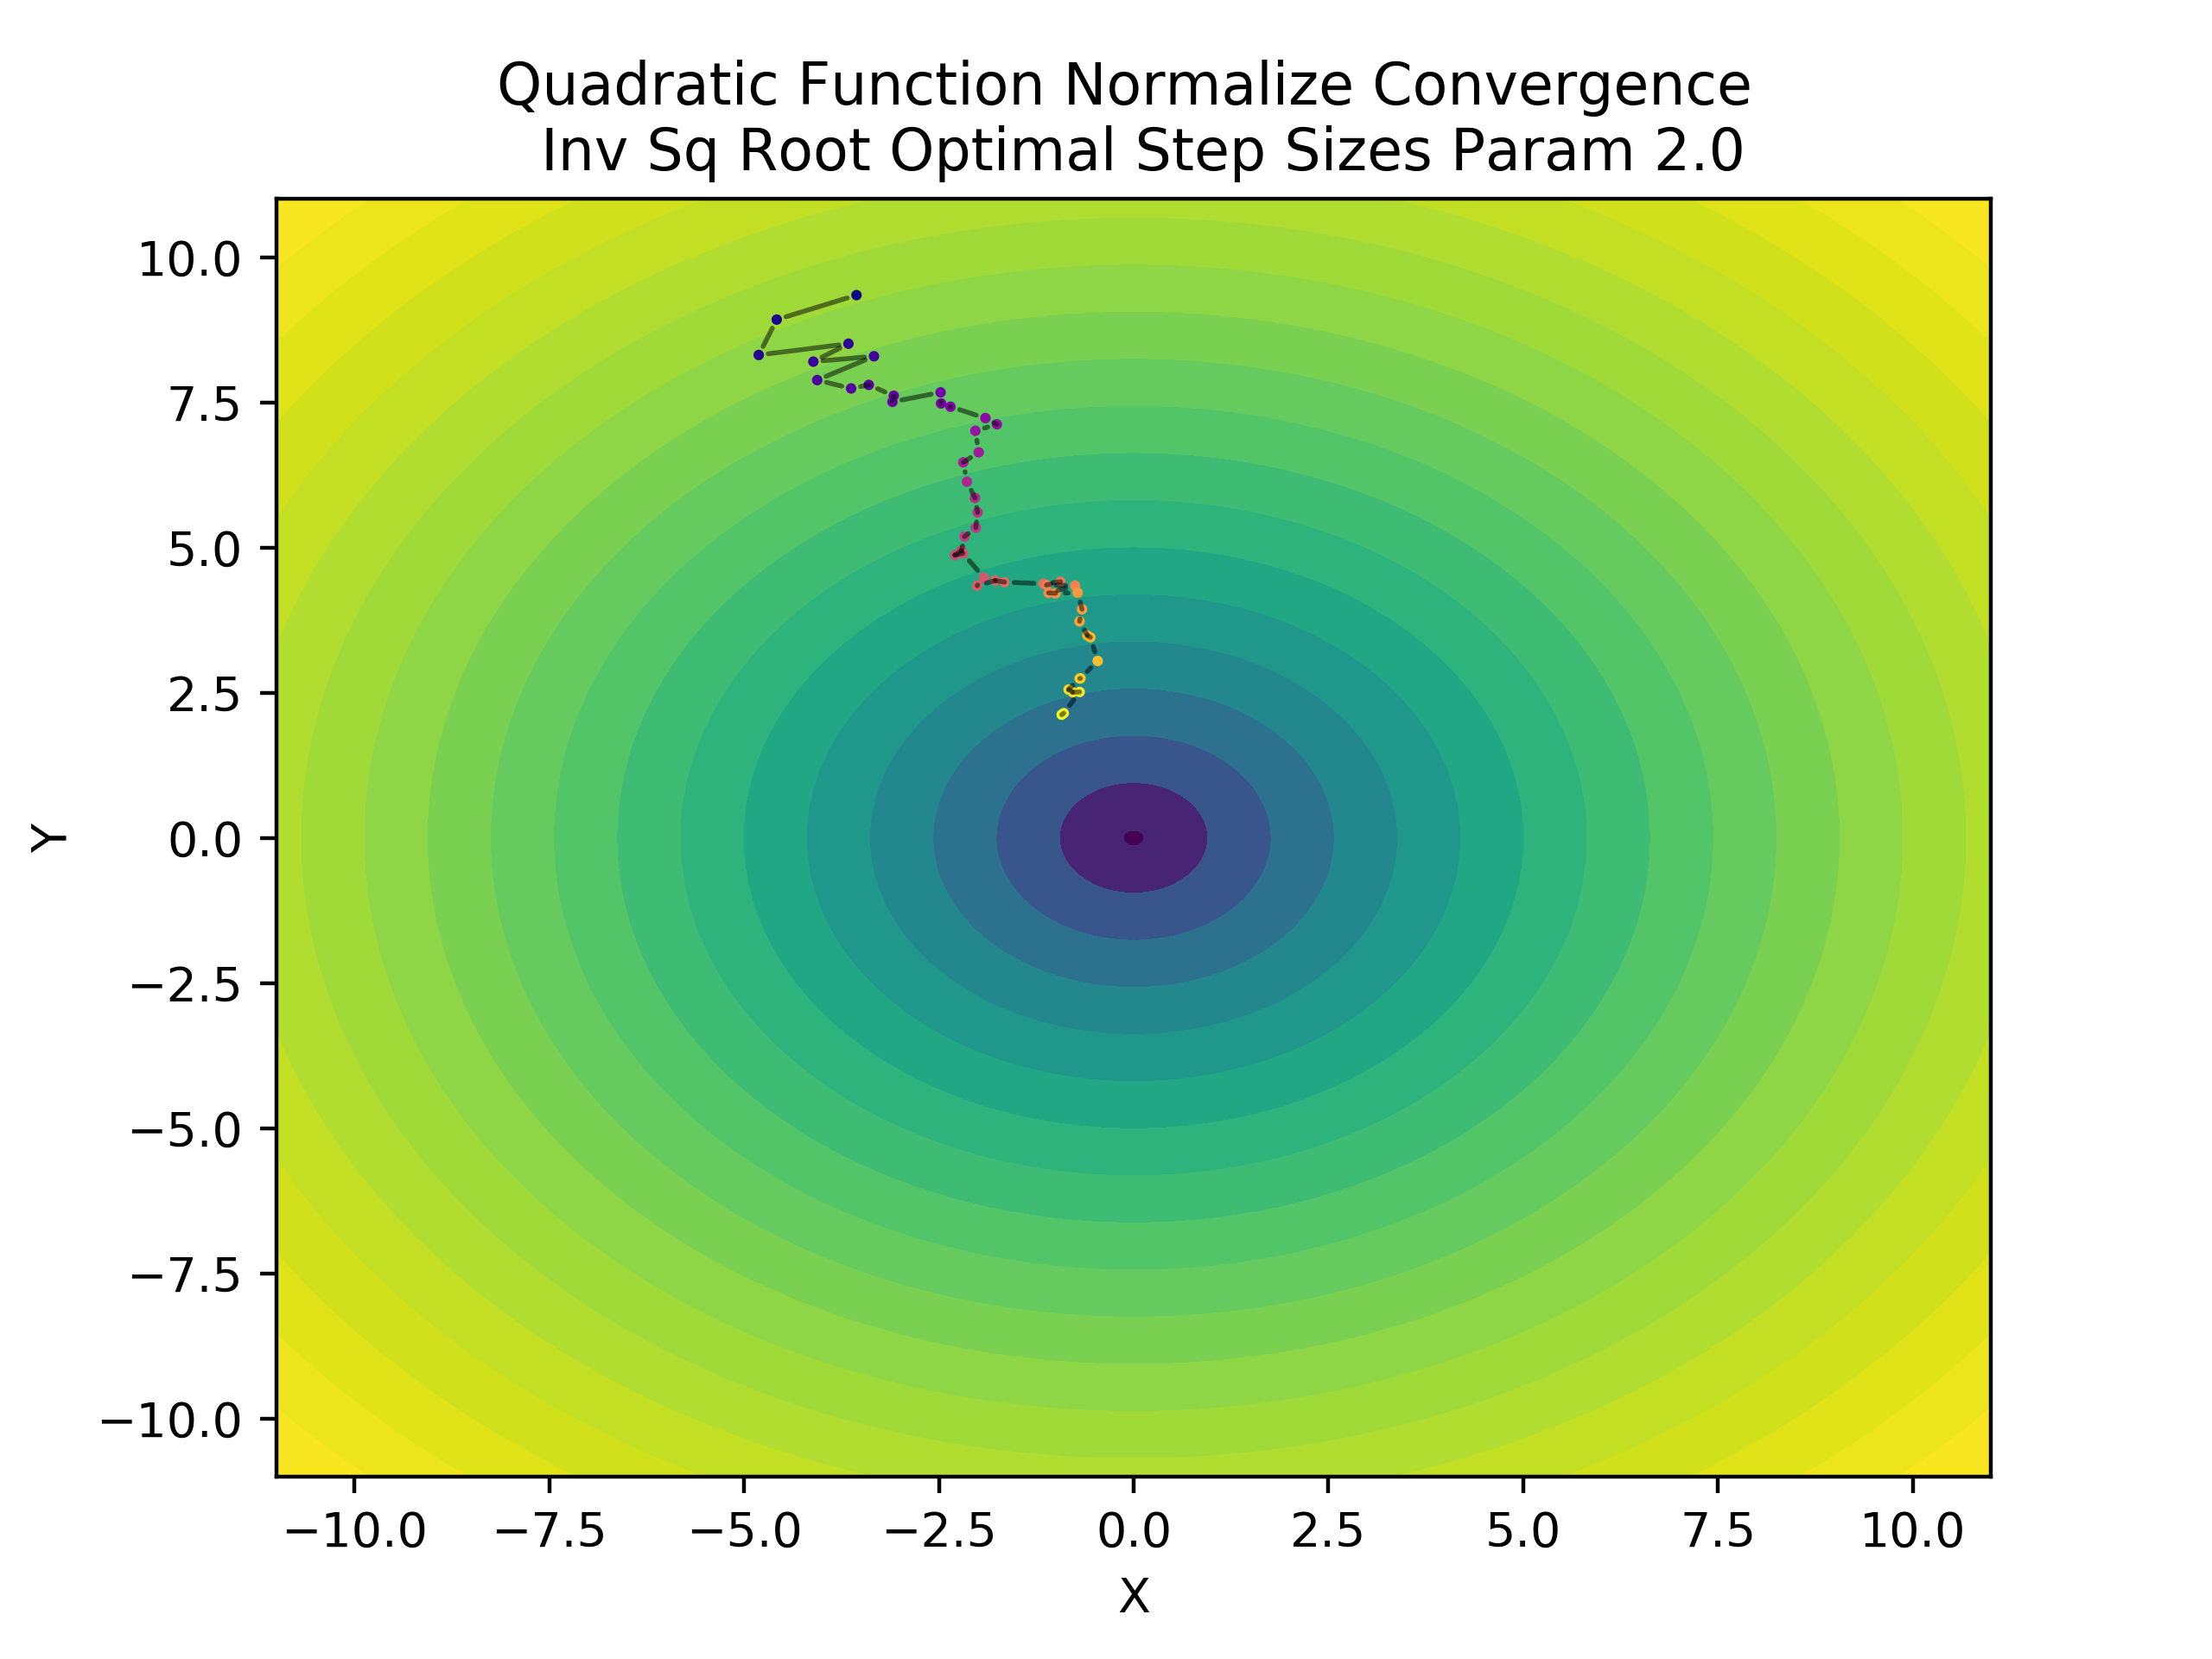 Quadratic Function Normalize Convergence
Inv Sq Root Optimal Step Sizes Param 2.0
10.0
7.5
5.0
2.5
0.0
−2.5
−5.0
−7.5
−10.0
Y
−10.0 −7.5 −5.0 −2.5 0.0 2.5 5.0 7.5 10.0
X